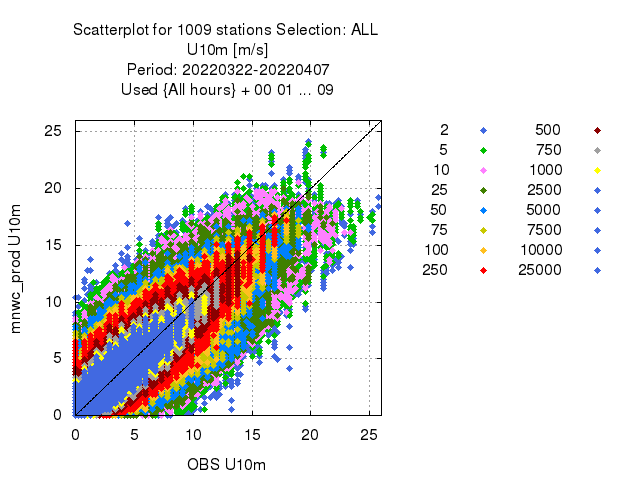 Scatterplot for 1009 stations Selection: ALL
U10m [m/s]
Period: 20220322-20220407
Used {All hours} + 00 01 ... 09
25
20
15
10
5
0
mnwc_prod U10m
0 5 10 15 20 25
OBS U10m
2 500
5 750
10 1000
25 2500
50 5000
75 7500
100 10000
250 25000